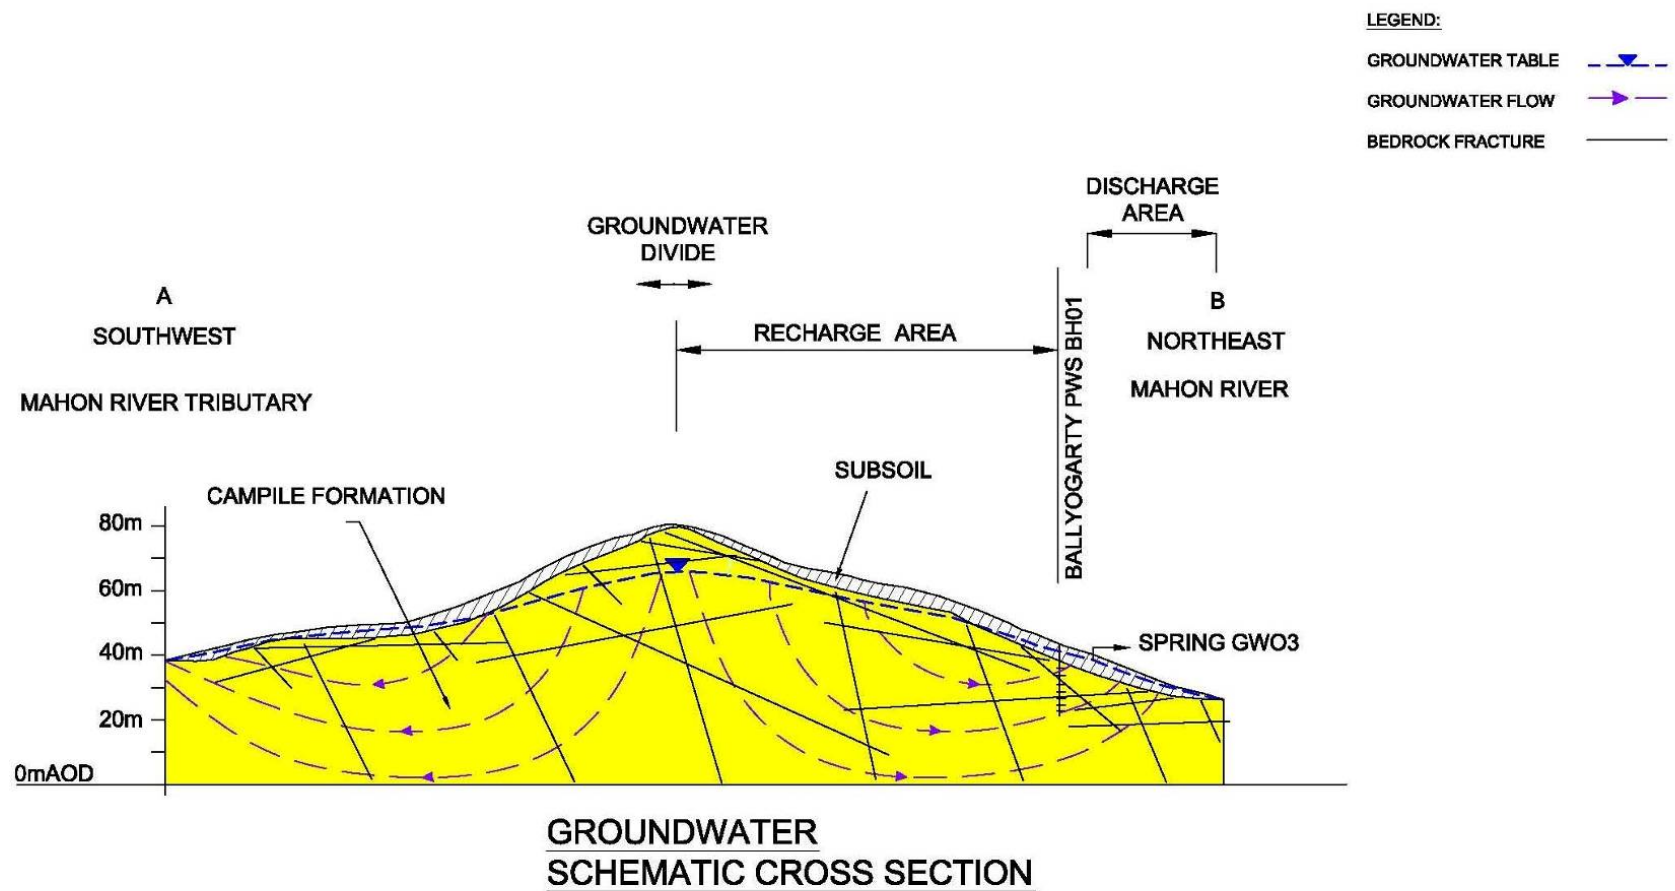 LEGEND:
GROUNDWATER TABLE
GROUNDWATER FLOW
BEDROCK FRACTURE
DISCHARGE
AREA
GROUNDWATER
DIVIDE
A
SOUTHWEST
MAHON RIVER TRIBUTARY
RECHARGE AREA
BALLYOGARTY PWS BH01
B
NORTHEAST
MAHON RIVER
SUBSOIL
CAMPILE FORMATION
80m
60m
40m
20m
0mAOD
SPRING GWO3
GROUNDWATER
SCHEMATIC CROSS SECTION